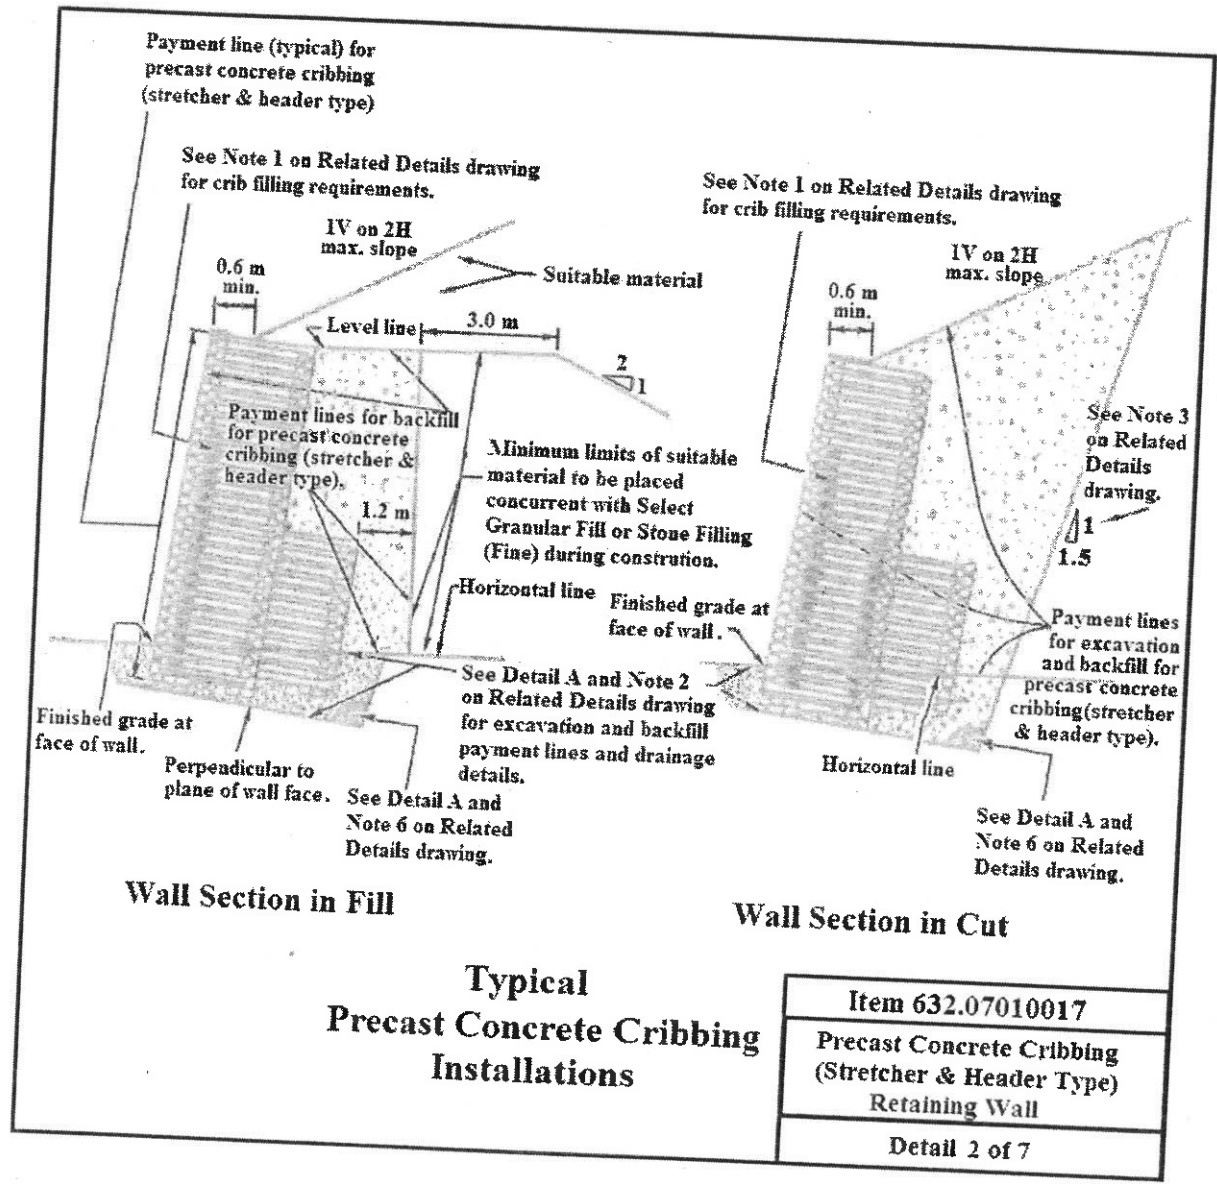 Payment line (typical) for
precast concrete cribbing
(stretcher & header type)
See Note 1 on Related Details drawing
for crib filling requirements.
1V on 2H
max. slope
0.6 m
min.
Suitable material
Level line
3.0 m
2
1
Payment lines for backfill
for precast concrete
cribbing (stretcher &
header type).
1.2 m
Minimum limits of suitable
material to be placed
concurrent with Select
Granular Fill or Stone Filling
(Fine) during constrution.
Horizontal line
See Detail A and Note 2
on Related Details drawing
for excavation and backfill
payment lines and drainage
details.
Finished grade at
face of wall.
Perpendicular to
plane of wall face.
See Detail A and
Note 6 on Related
Details drawing.
Wall Section in Fill
See Note 1 on Related Details drawing
for crib filling requirements.
1V on 2H
max. slope
0.6 m
min.
See Note 3
on Related
Details
drawing.
1
1.5
Finished grade at
face of wall.
Payment lines
for excavation
and backfill for
precast concrete
cribbing(stretcher
& header type).
Horizontal line
See Detail A and
Note 6 on Related
Details drawing.
Wall Section in Cut
Typical
Precast Concrete Cribbing
Installations
Item 632.07010017
Precast Concrete Cribbing
(Stretcher & Header Type)
Retaining Wall
Detail 2 of 7